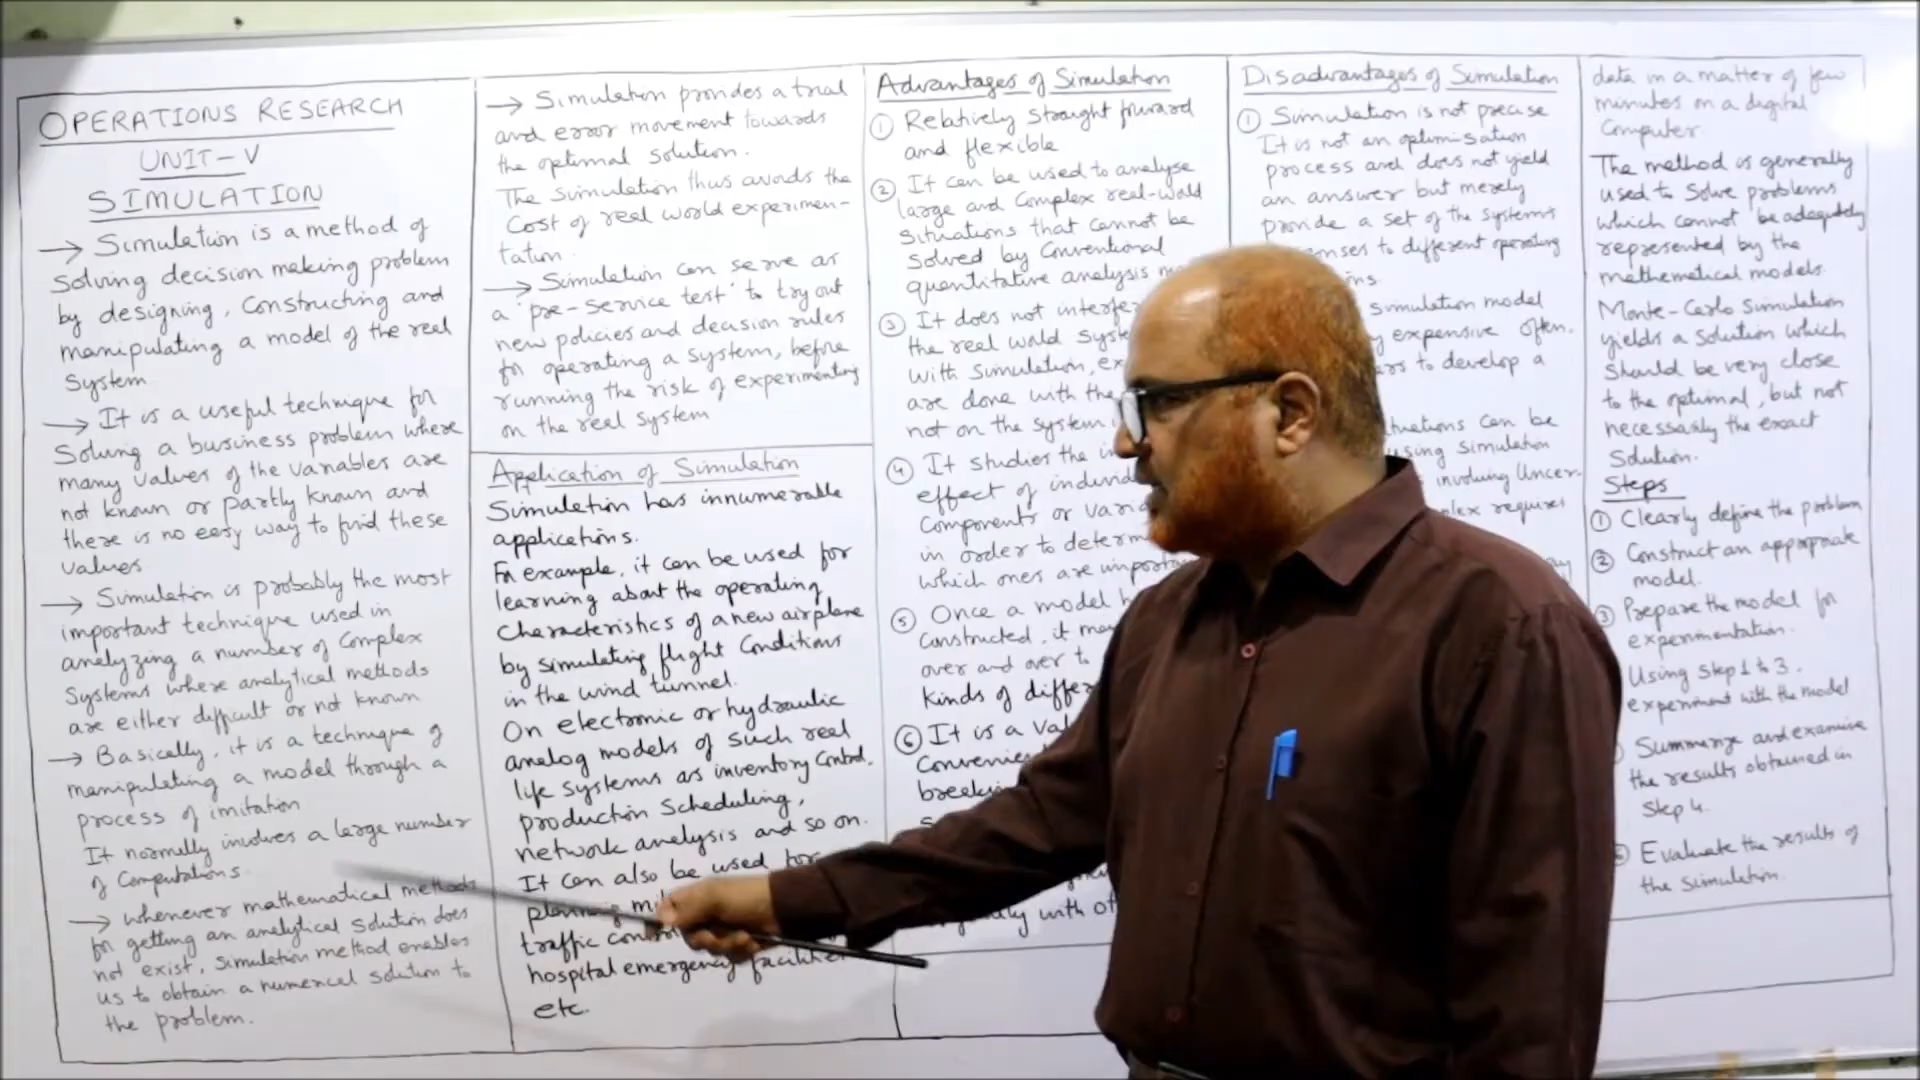 OPERATIONS RESEARCH
UNIT-V
SIMULATION
→ Simulation is a method of
Solving decision making problem
by designing, Constructing and
manipulating a model of the real
System
→ It is a useful technique for
Solving a business problem where
many values of the variables are
not known or partly known and
there is no easy way to find these
values
→ Simulation is probably the most
important technique used in
analyzing a number of Complex
Systems where analytical methods
are either difficult or not known
→ Basically, it is a technique of
manipulating a model through a
process of imitation
It normally involves a large number
of Computations.
→ whenever mathematical methods
for getting an analytical solution does
not exist, simulation method enables
us to obtain a numerical solution to
the problem.
→ Simulation provides a trial
and error movement towards
the optimal solution.
The simulation thus avoids the
Cost of real world experimen-
tation.
→ Simulation can serve as
a 'pre-service test' to try out
new policies and decision rules
for operating a system, before
running the risk of experimenting
on the real system
Application of Simulation
Simulation has innumerable
applications.
For example, it can be used for
learning about the operating
characteristics of a new airplane
by simulating flight Conditions
in the wind tunnel.
On electronic or hydraulic
analog models of such real
life systems as inventory Control,
production scheduling,
network analysis and so on.
It can also be used for
traffic
hospital emergency
etc.
Advantages of Simulation
① Relatively straight forward
and flexible
② It can be used to analyse
large and Complex real-world
situations that cannot be
solved by Conventional
quantitative analysis
③ It does not
the real world
with simulation,
are done with the
not on the system
④ It studies the
effect of
Components or
in order to
which ones are
⑤ Once a model
constructed, it
over and over to
kinds of
⑥ It is a
with
Disadvantages of Simulation
① Simulation is not precise
It is not an optimisation
process and does not yield
an answer but merely
provide a set of the system's
to different operating
simulation model
expensive often,
to develop a
can be
using simulation
involving Uncer-
requires
data in a matter of few
minutes on a digital
Computer.
The method is generally
used to solve problems
which cannot be adequately
represented by the
mathematical models.
Monte-Carlo Simulation
yields a solution which
should be very close
to the optimal, but not
necessarily the exact
Solution.
Steps
① Clearly define the problem
② Construct an appropriate
model.
③ Prepare the model for
experimentation.
Using Step 1 to 3.
experiment with the model
Summarize and examine
the results obtained in
Step 4.
Evaluate the results of
the simulation.